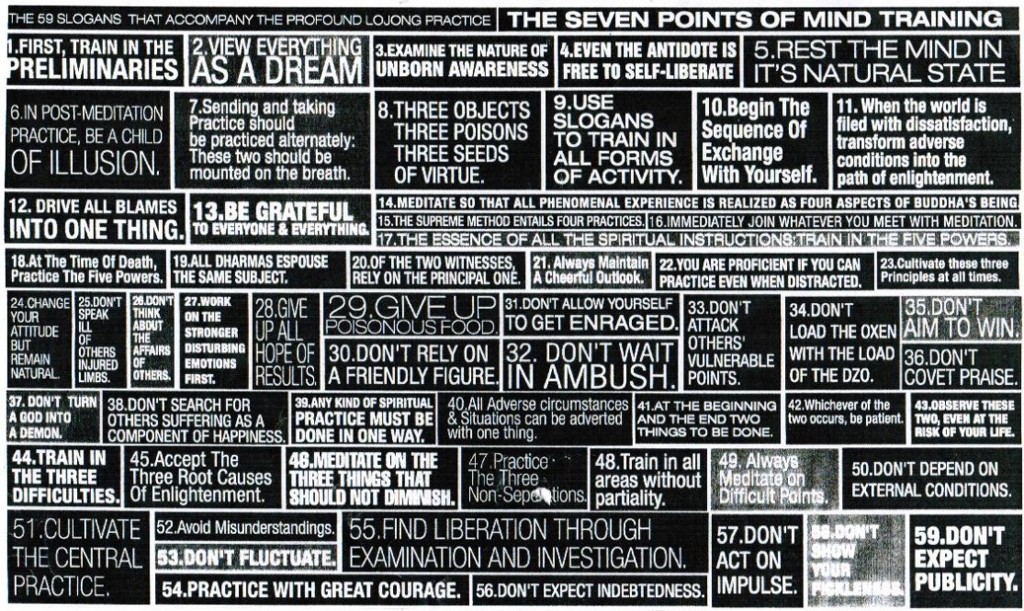 THE 59 SLOGANS THAT ACCOMPANY THE PROFOUND LOJONG PRACTICE
THE SEVEN POINTS OF MIND TRAINING
1.FIRST, TRAIN IN THE
PRELIMINARIES
2.VIEW EVERYTHING
AS A DREAM
3.EXAMINE THE NATURE OF
UNBORN AWARENESS
4.EVEN THE ANTIDOTE IS
FREE TO SELF-LIBERATE
5.REST THE MIND IN
IT'S NATURAL STATE
6.IN POST-MEDITATION
PRACTICE, BE A CHILD
OF ILLUSION.
7.Sending and taking
Practice should
be practiced alternately:
These two should be
mounted on the breath.
8.THREE OBJECTS
THREE POISONS
THREE SEEDS
OF VIRTUE.
9.USE
SLOGANS
TO TRAIN IN
ALL FORMS
OF ACTIVITY.
10.Begin The
Sequence Of
Exchange
With Yourself.
11. When the world is
filed with dissatisfaction,
transform adverse
conditions into the
path of enlightenment.
12. DRIVE ALL BLAMES
INTO ONE THING.
13.BE GRATEFUL
TO EVERYONE & EVERYTHING.
14.MEDITATE SO THAT ALL PHENOMENAL EXPERIENCE IS REALIZED AS FOUR ASPECTS OF BUDDHA'S BEING
15.THE SUPREME METHOD ENTAILS FOUR PRACTICES.
16.IMMEDIATELY JOIN WHATEVER YOU MEET WITH MEDITATION.
17.THE ESSENCE OF ALL THE SPIRITUAL INSTRUCTIONS:TRAIN IN THE FIVE POWERS.
18.At The Time Of Death,
Practice The Five Powers.
19.ALL DHARMAS ESPOUSE
THE SAME SUBJECT.
20.OF THE TWO WITNESSES,
RELY ON THE PRINCIPAL ONE.
21. Always Maintain
A Cheerful Outlook.
22.YOU ARE PROFICIENT IF YOU CAN
PRACTICE EVEN WHEN DISTRACTED.
23.Cultivate these three
Principles at all times.
24.CHANGE
YOUR
ATTITUDE
BUT
REMAIN
NATURAL.
25.DON'T
SPEAK
ILL
OF
OTHERS
INJURED
LIMBS.
26.DON'T
THINK
ABOUT
THE
AFFAIRS
OF
OTHERS.
27.WORK
ON THE
STRONGER
DISTURBING
EMOTIONS
FIRST.
28.GIVE
UP ALL
HOPE OF
RESULTS.
29.GIVE UP
POISONOUS FOOD.
30.DON'T RELY ON
A FRIENDLY FIGURE.
31.DON'T ALLOW YOURSELF
TO GET ENRAGED.
32. DON'T WAIT
IN AMBUSH.
33.DON'T
ATTACK
OTHERS'
VULNERABLE
POINTS.
34.DON'T
LOAD THE OXEN
WITH THE LOAD
OF THE DZO.
35.DON'T
AIM TO WIN.
36.DON'T
COVET PRAISE.
37. DON'T TURN
A GOD INTO
A DEMON.
38.DON'T SEARCH FOR
OTHERS SUFFERING AS A
COMPONENT OF HAPPINESS.
39.ANY KIND OF SPIRITUAL
PRACTICE MUST BE
DONE IN ONE WAY.
40.All Adverse circumstances
& Situations can be adverted
with one thing.
41.AT THE BEGINNING
AND THE END TWO
THINGS TO BE DONE.
42.Whichever of the
two occurs, be patient.
43.OBSERVE THESE
TWO, EVEN AT THE
RISK OF YOUR LIFE.
44.TRAIN IN
THE THREE
DIFFICULTIES.
45.Accept The
Three Root Causes
Of Enlightenment.
46.MEDITATE ON THE
THREE THINGS THAT
SHOULD NOT DIMINISH.
47.Practice
The Three
48.Train in all
areas without
partiality.
49. Always
Meditate on
Difficult Points.
50.DON'T DEPEND ON
EXTERNAL CONDITIONS.
51.CULTIVATE
THE CENTRAL
PRACTICE.
52.Avoid Misunderstandings.
53.DON'T FLUCTUATE.
54.PRACTICE WITH GREAT COURAGE.
55.FIND LIBERATION THROUGH
EXAMINATION AND INVESTIGATION.
56.DON'T EXPECT INDEBTEDNESS.
57.DON'T
ACT ON
IMPULSE.
58.DON'T
SHOW
YOUR
FICKLENESS.
59.DON'T
EXPECT
PUBLICITY.